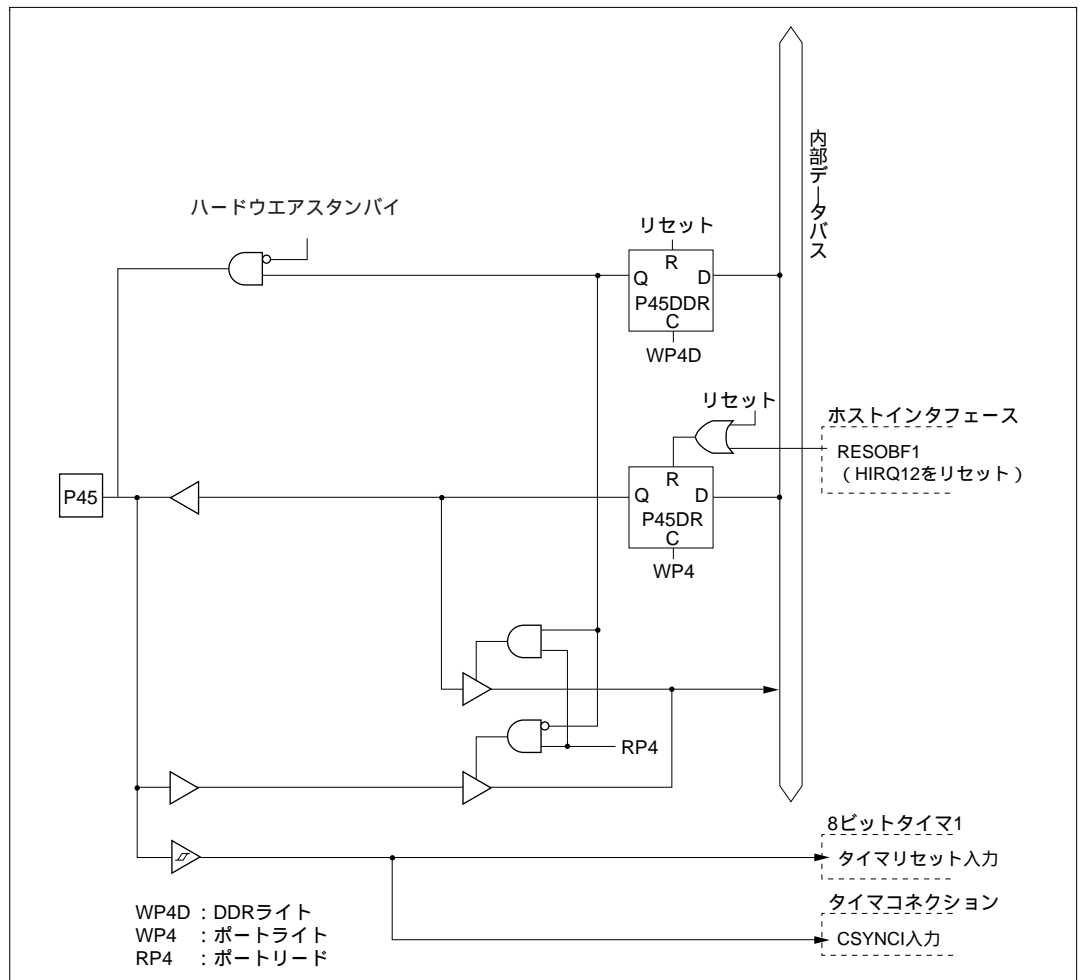 内部データバス
ハードウエアスタンバイ
リセット
R
Q
D
P45DDR
C
WP4D
リセット
ホストインタフェース
RESOBF1
（HIRQ12をリセット）
P45
R
Q
D
P45DR
C
WP4
RP4
8ビットタイマ1
タイマリセット入力
タイマコネクション
CSYNCI入力
WP4D ：DDRライト
WP4 ：ポートライト
RP4 ：ポートリード